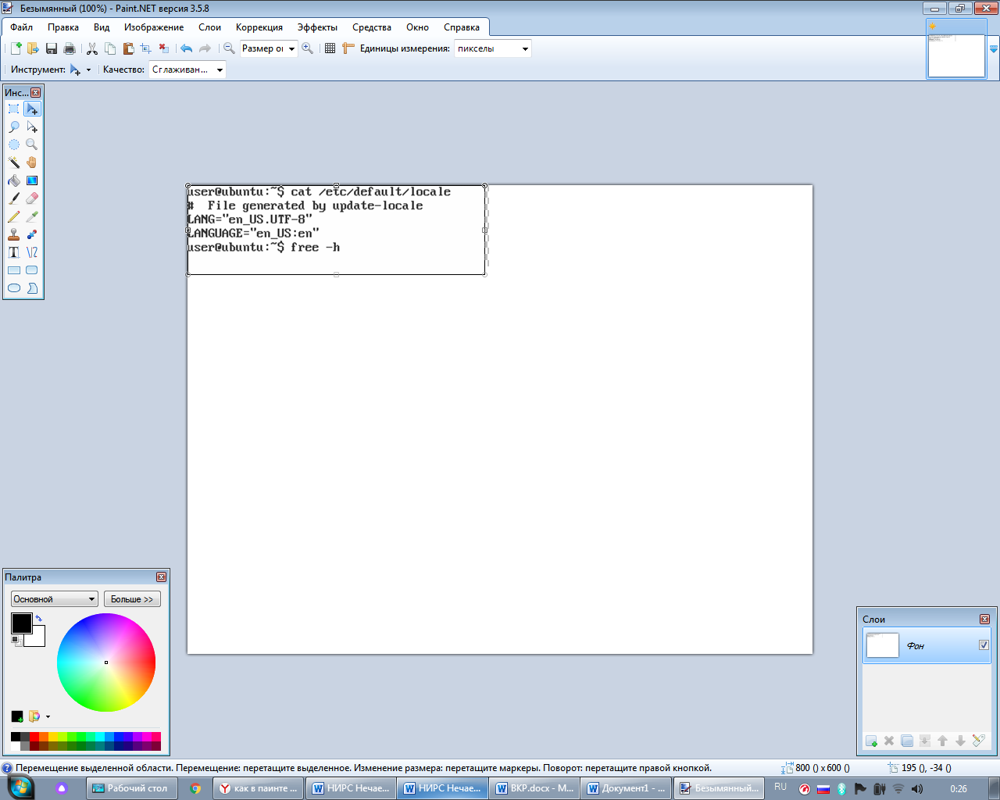 Безымянный (100%) - Paint.NET версия 3.5.8
Файл Правка Вид Изображение Слои Коррекция Эффекты Средства Окно Справка
Размер Единицы измерения: пикселы
Инструмент: Качество: Сглаживан...
Инс...
user@ubuntu:~$ cat /etc/default/locale
#  File generated by update-locale
LANG="en_US.UTF-8"
LANGUAGE="en_US:en"
user@ubuntu:~$ free -h
Палитра
Основной Больше >>
Слои
Фон
Перемещение выделенной области. Перемещение: перетащите выделенное. Изменение размера: перетащите маркеры. Поворот: перетащите правой кнопкой. 800 () x 600 () 195 (), -34 ()
Рабочий стол как в паинте ... НИРС Нечае... НИРС Нечае... ВКР.docx - M... Документ1 - ... Безымянный... RU 0:26